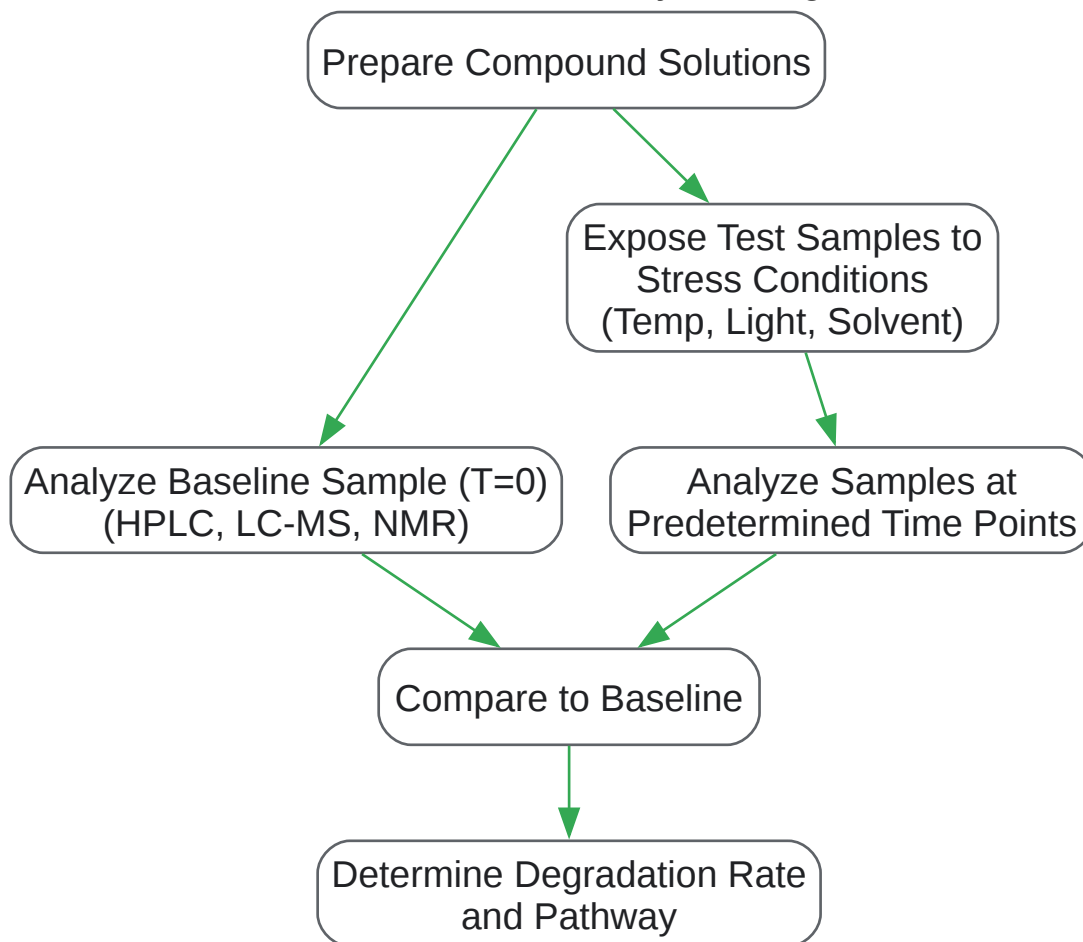 Prepare Compound Solutions
Expose Test Samples to
Stress Conditions
(Temp, Light, Solvent)
Analyze Baseline Sample (T=0)
(HPLC, LC-MS, NMR)
Analyze Samples at
Predetermined Time Points
Compare to Baseline
Determine Degradation Rate
and Pathway